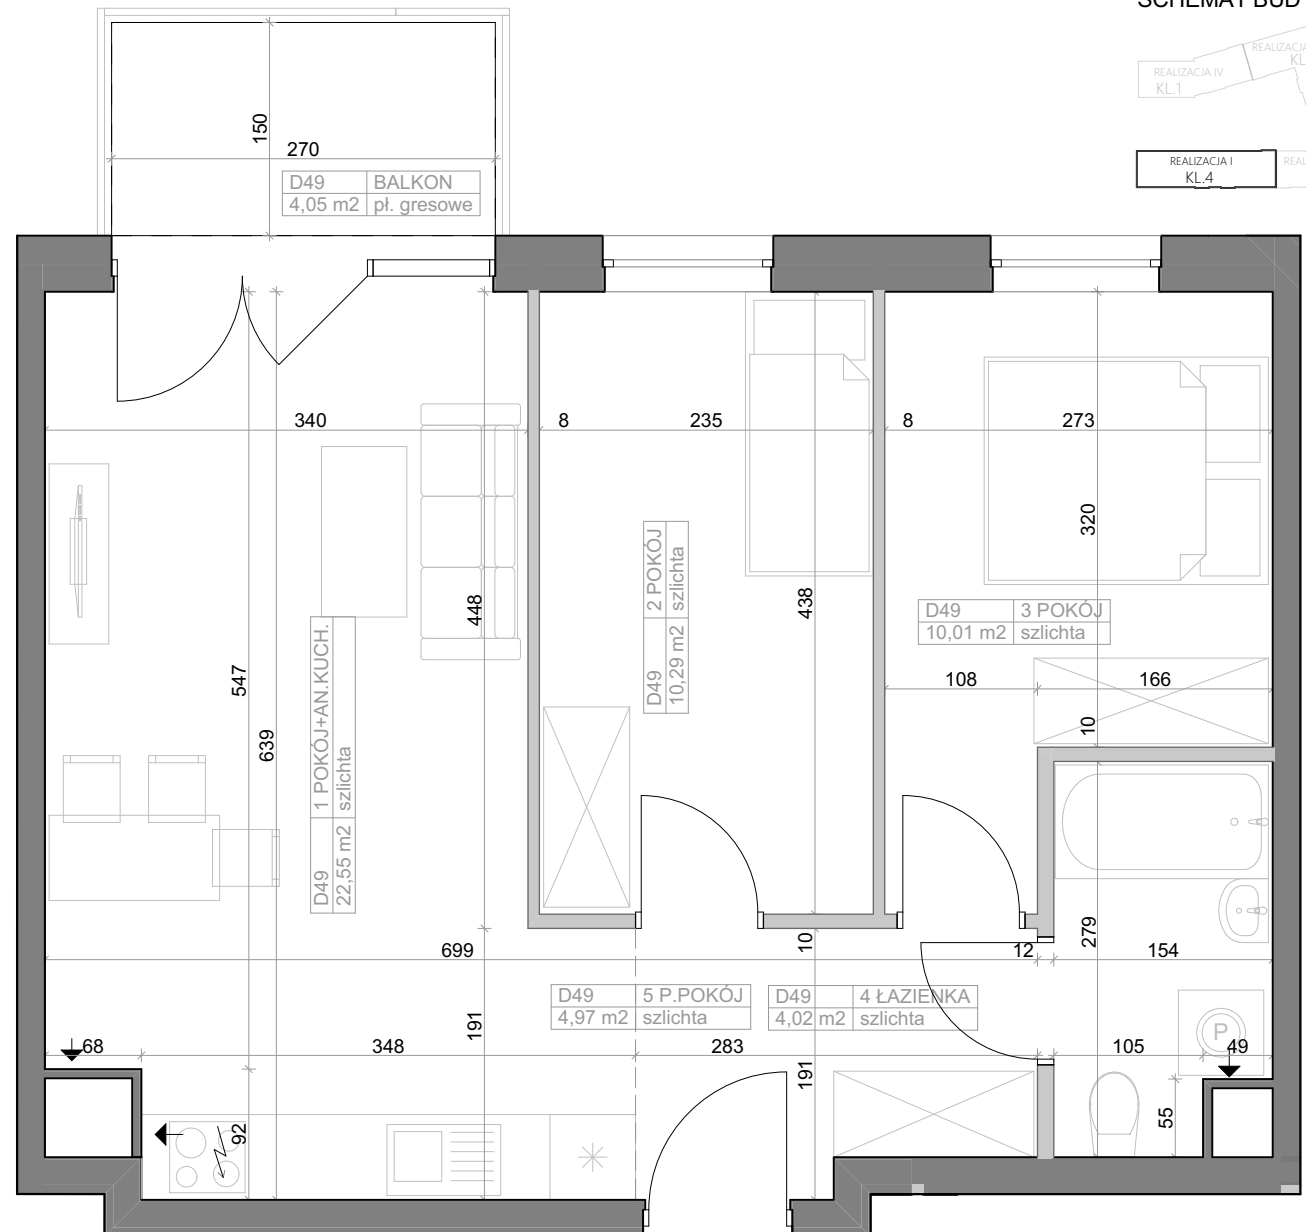 SCHEMAT BUD
REALIZACJA IV
KL.1
REALIZACJA
KL
REALIZACJA I
KL.4
REAL
150
270
D49 BALKON
4,05 m2 pł. gresowe
340
8
235
8
273
320
448
438
D49 2 POKÓJ
10,29 m2 szlichta
D49 3 POKÓJ
10,01 m2 szlichta
547
639
D49 1 POKÓJ+AN.KUCH.
22,55 m2 szlichta
108
166
10
699
10
12
279
154
D49 5 P.POKÓJ
4,97 m2 szlichta
D49 4 ŁAZIENKA
4,02 m2 szlichta
191
68
348
283
191
105
49
P
92
55